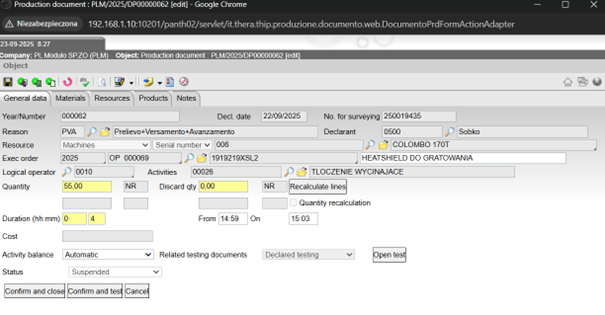 Production document : PLM/2025/DP00000062 [edit] - Google Chrome
Niezabezpieczona 192.168.1.10:10201/panth02/servlet/it.thera.thip.produzione.documento.web.DocumentoPrdFormActionAdapter
23-09-2025 8:27
Company: PL Modulo SP.ZO (PLM) Object: Production document : PLM/2025/DP00000062 [edit]
Object
General data Materials Resources Products Notes
Year/Number 000062 Decl. date 22/09/2025 No. for surveying 250019435
Reason PVA Prelievo+Versamento+Avanzamento Declarant 0500 Sobko
Resource Machines Serial number 006 COLOMBO 170T
Exec order 2025 OP 000069 1919219XSL2 HEATSHIELD DO GRATOWANIA
Logical operator 0010 Activities 00026 TLOCZENIE WYCINAJACE
Quantity 55,00 NR Discard qty 0,00 NR Recalculate lines
Quantity recalculation
Duration (hh:mm) 0 4 From 14:59 On 15:03
Cost
Activity balance Automatic Related testing documents Declared testing Open test
Status Suspended
Confirm and close Confirm and test Cancel